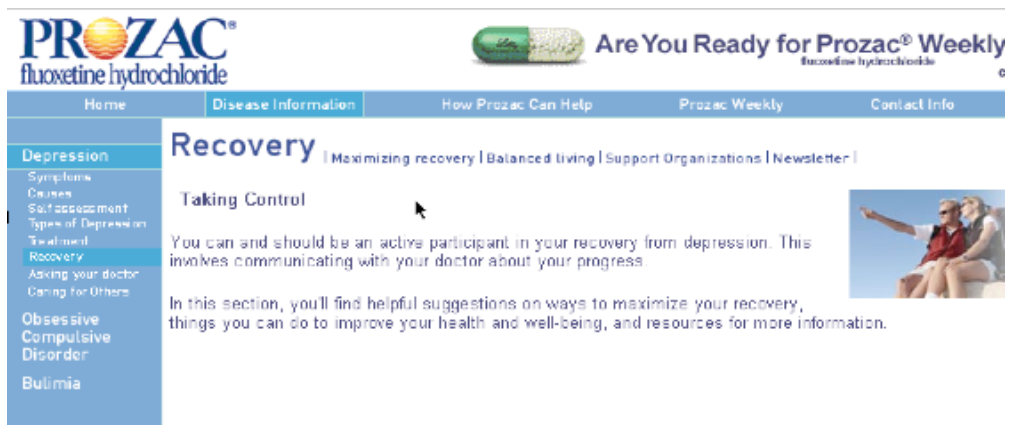 PROZAC®
fluoxetine hydrochloride
Are You Ready for Prozac® Weekly
fluoxetine hydrochloride
Home
Disease Information
How Prozac Can Help
Prozac Weekly
Contact Info
Depression
Symptoms
Causes
Self assessment
Types of Depression
Treatment
Recovery
Asking your doctor
Caring for Others
Obsessive
Compulsive
Disorder
Bulimia
Recovery
| Maximizing recovery | Balanced living | Support Organizations | Newsletter |
Taking Control
You can and should be an active participant in your recovery from depression. This
involves communicating with your doctor about your progress.
In this section, you'll find helpful suggestions on ways to maximize your recovery,
things you can do to improve your health and well-being, and resources for more information.